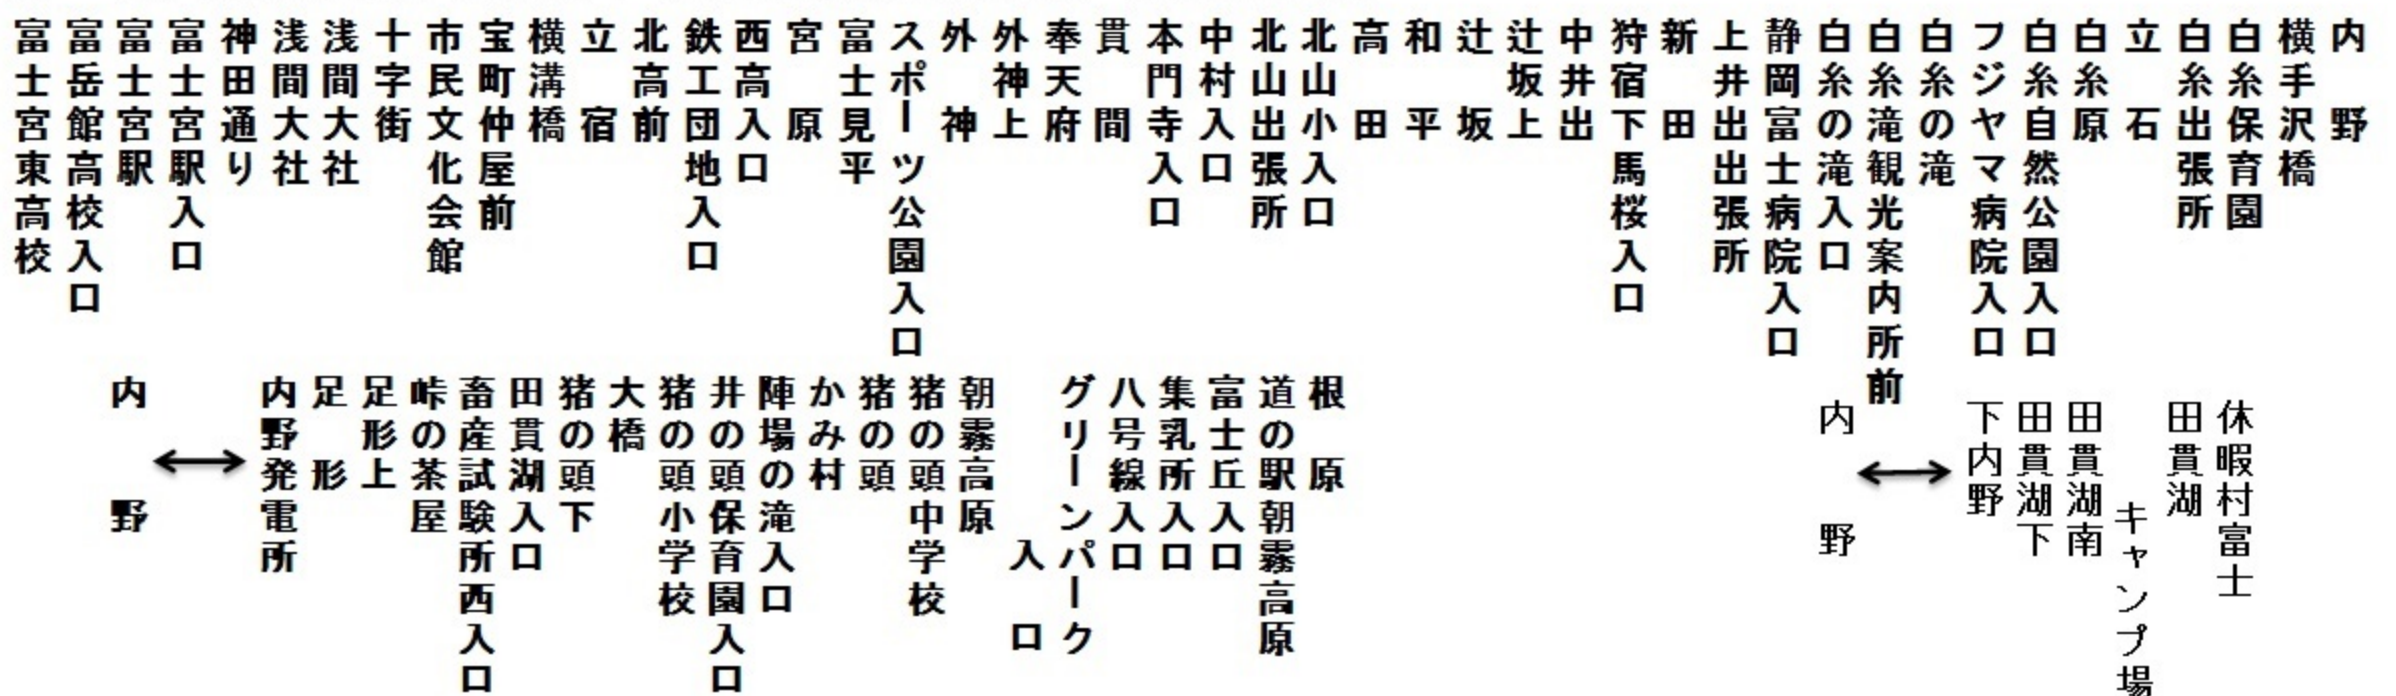 富士宮東高校
富岳館高校入口
富士宮駅
富士宮駅入口
神田通り
浅間大社
浅間大社
十字街
市民文化会館
宝町仲屋前
横溝橋
立宿
北高前
鉄工団地入口
西高入口
宮原
富士見平
スポーツ公園入口
外神
外神上
奉天府
貫間
本門寺入口
中村入口
北山出張所
北山小入口
高田
和平
辻坂
辻坂上
中井出
狩宿下馬桜入口
新田
上井出出張所
静岡富士病院入口
白糸の滝入口
白糸滝観光案内所前
白糸の滝
フジヤマ病院入口
白糸自然公園入口
白糸原
立石
白糸出張所
白糸保育園
横手沢橋
内野
内野
↔
内野発電所
足形
足形上
峠の茶屋
畜産試験所西入口
田貫湖入口
猪の頭下
大橋
猪の頭小学校
井の頭保育園入口
陣場の滝入口
かみ村
猪の頭
猪の頭中学校
朝霧高原
グリーンパーク
入口
八号線入口
集乳所入口
富士丘入口
道の駅朝霧高原
根原
内野
↔
下内野
田貫湖下
田貫湖南
田貫湖
キャンプ場
休暇村富士